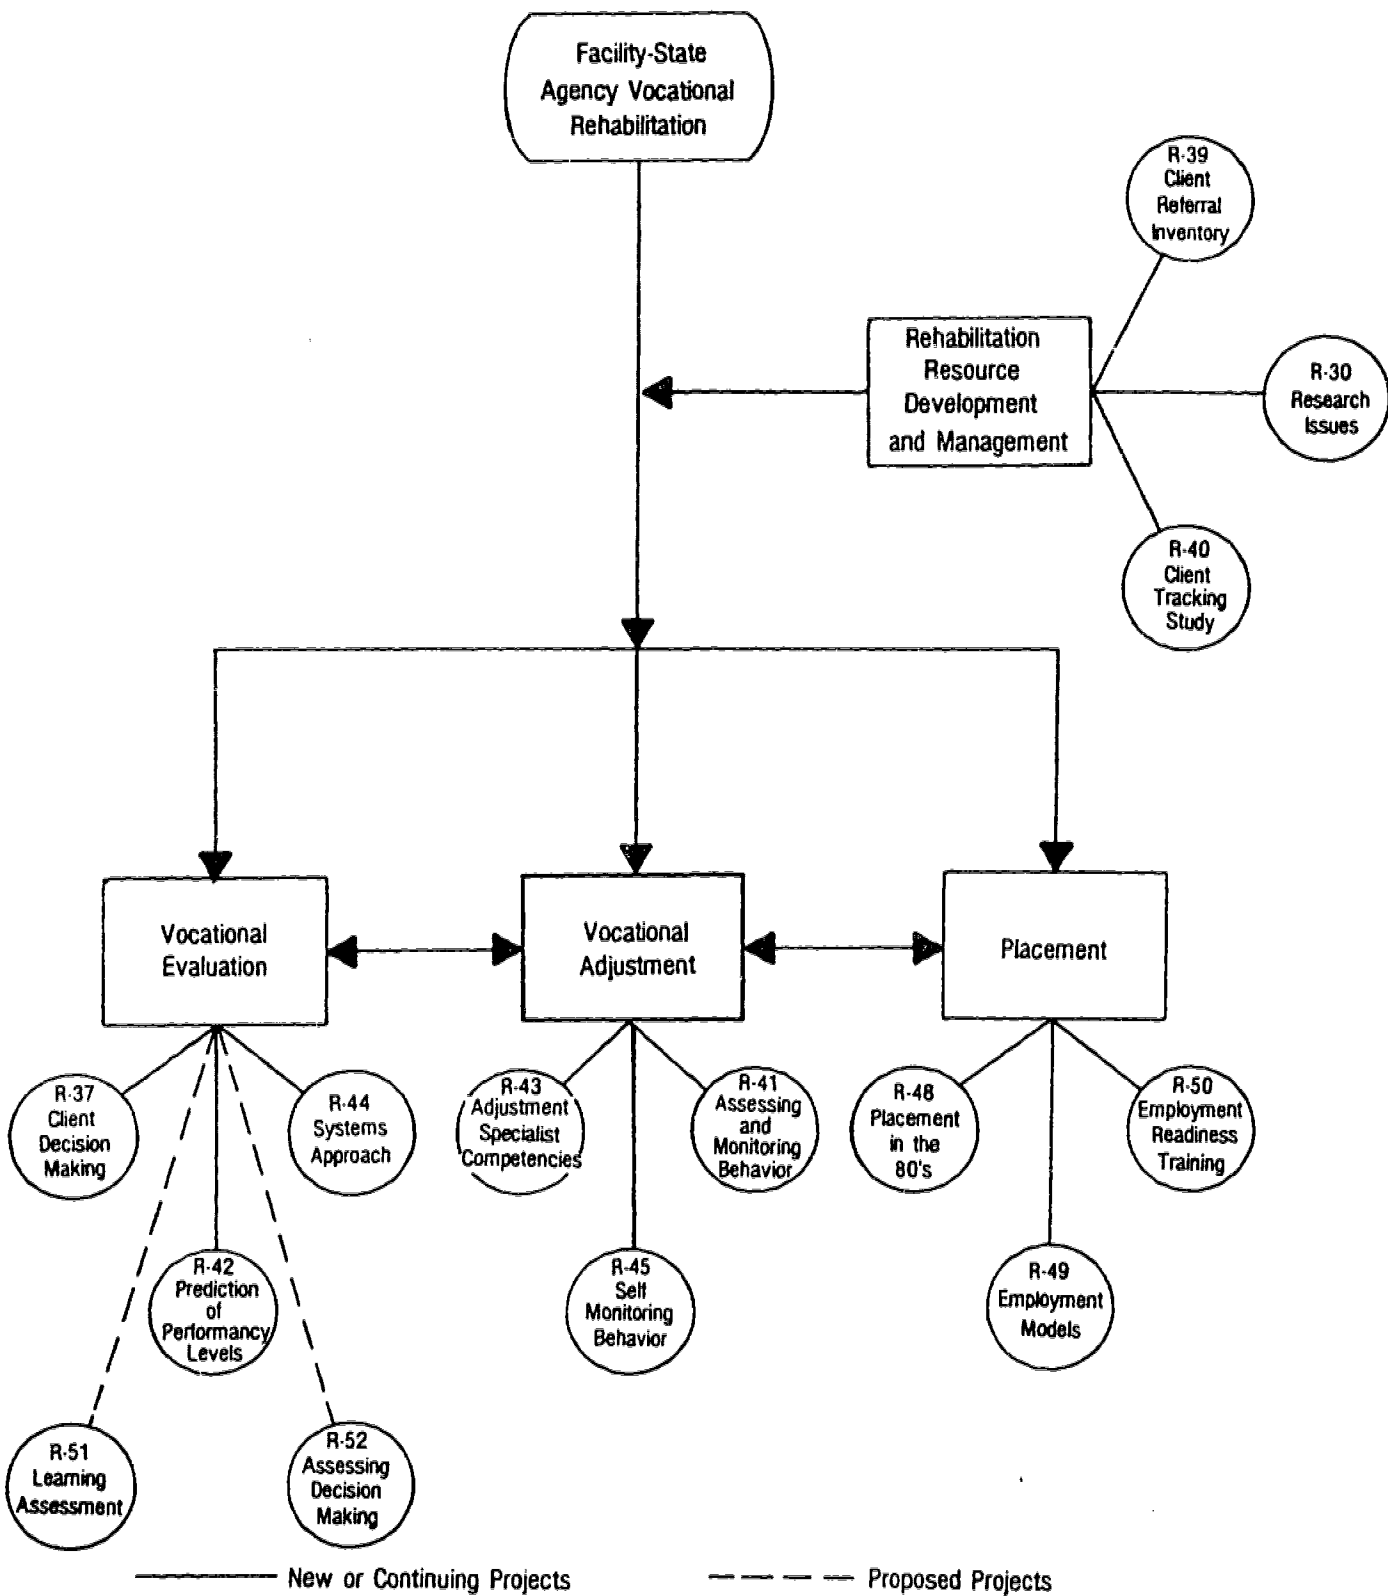 Facility-State
Agency Vocational
Rehabilitation
R-39
Client
Referral
Inventory
Rehabilitation
Resource
Development
and Management
R-30
Research
Issues
R-40
Client
Tracking
Study
Vocational
Evaluation
Vocational
Adjustment
Placement
R-37
Client
Decision
Making
R-44
Systems
Approach
R-43
Adjustment
Specialist
Competencies
R-41
Assessing
and
Monitoring
Behavior
R-48
Placement
in the
80's
R-50
Employment
Readiness
Training
R-42
Prediction
of
Performancy
Levels
R-45
Self
Monitoring
Behavior
R-49
Employment
Models
R-51
Learning
Assessment
R-52
Assessing
Decision
Making
New or Continuing Projects
Proposed Projects